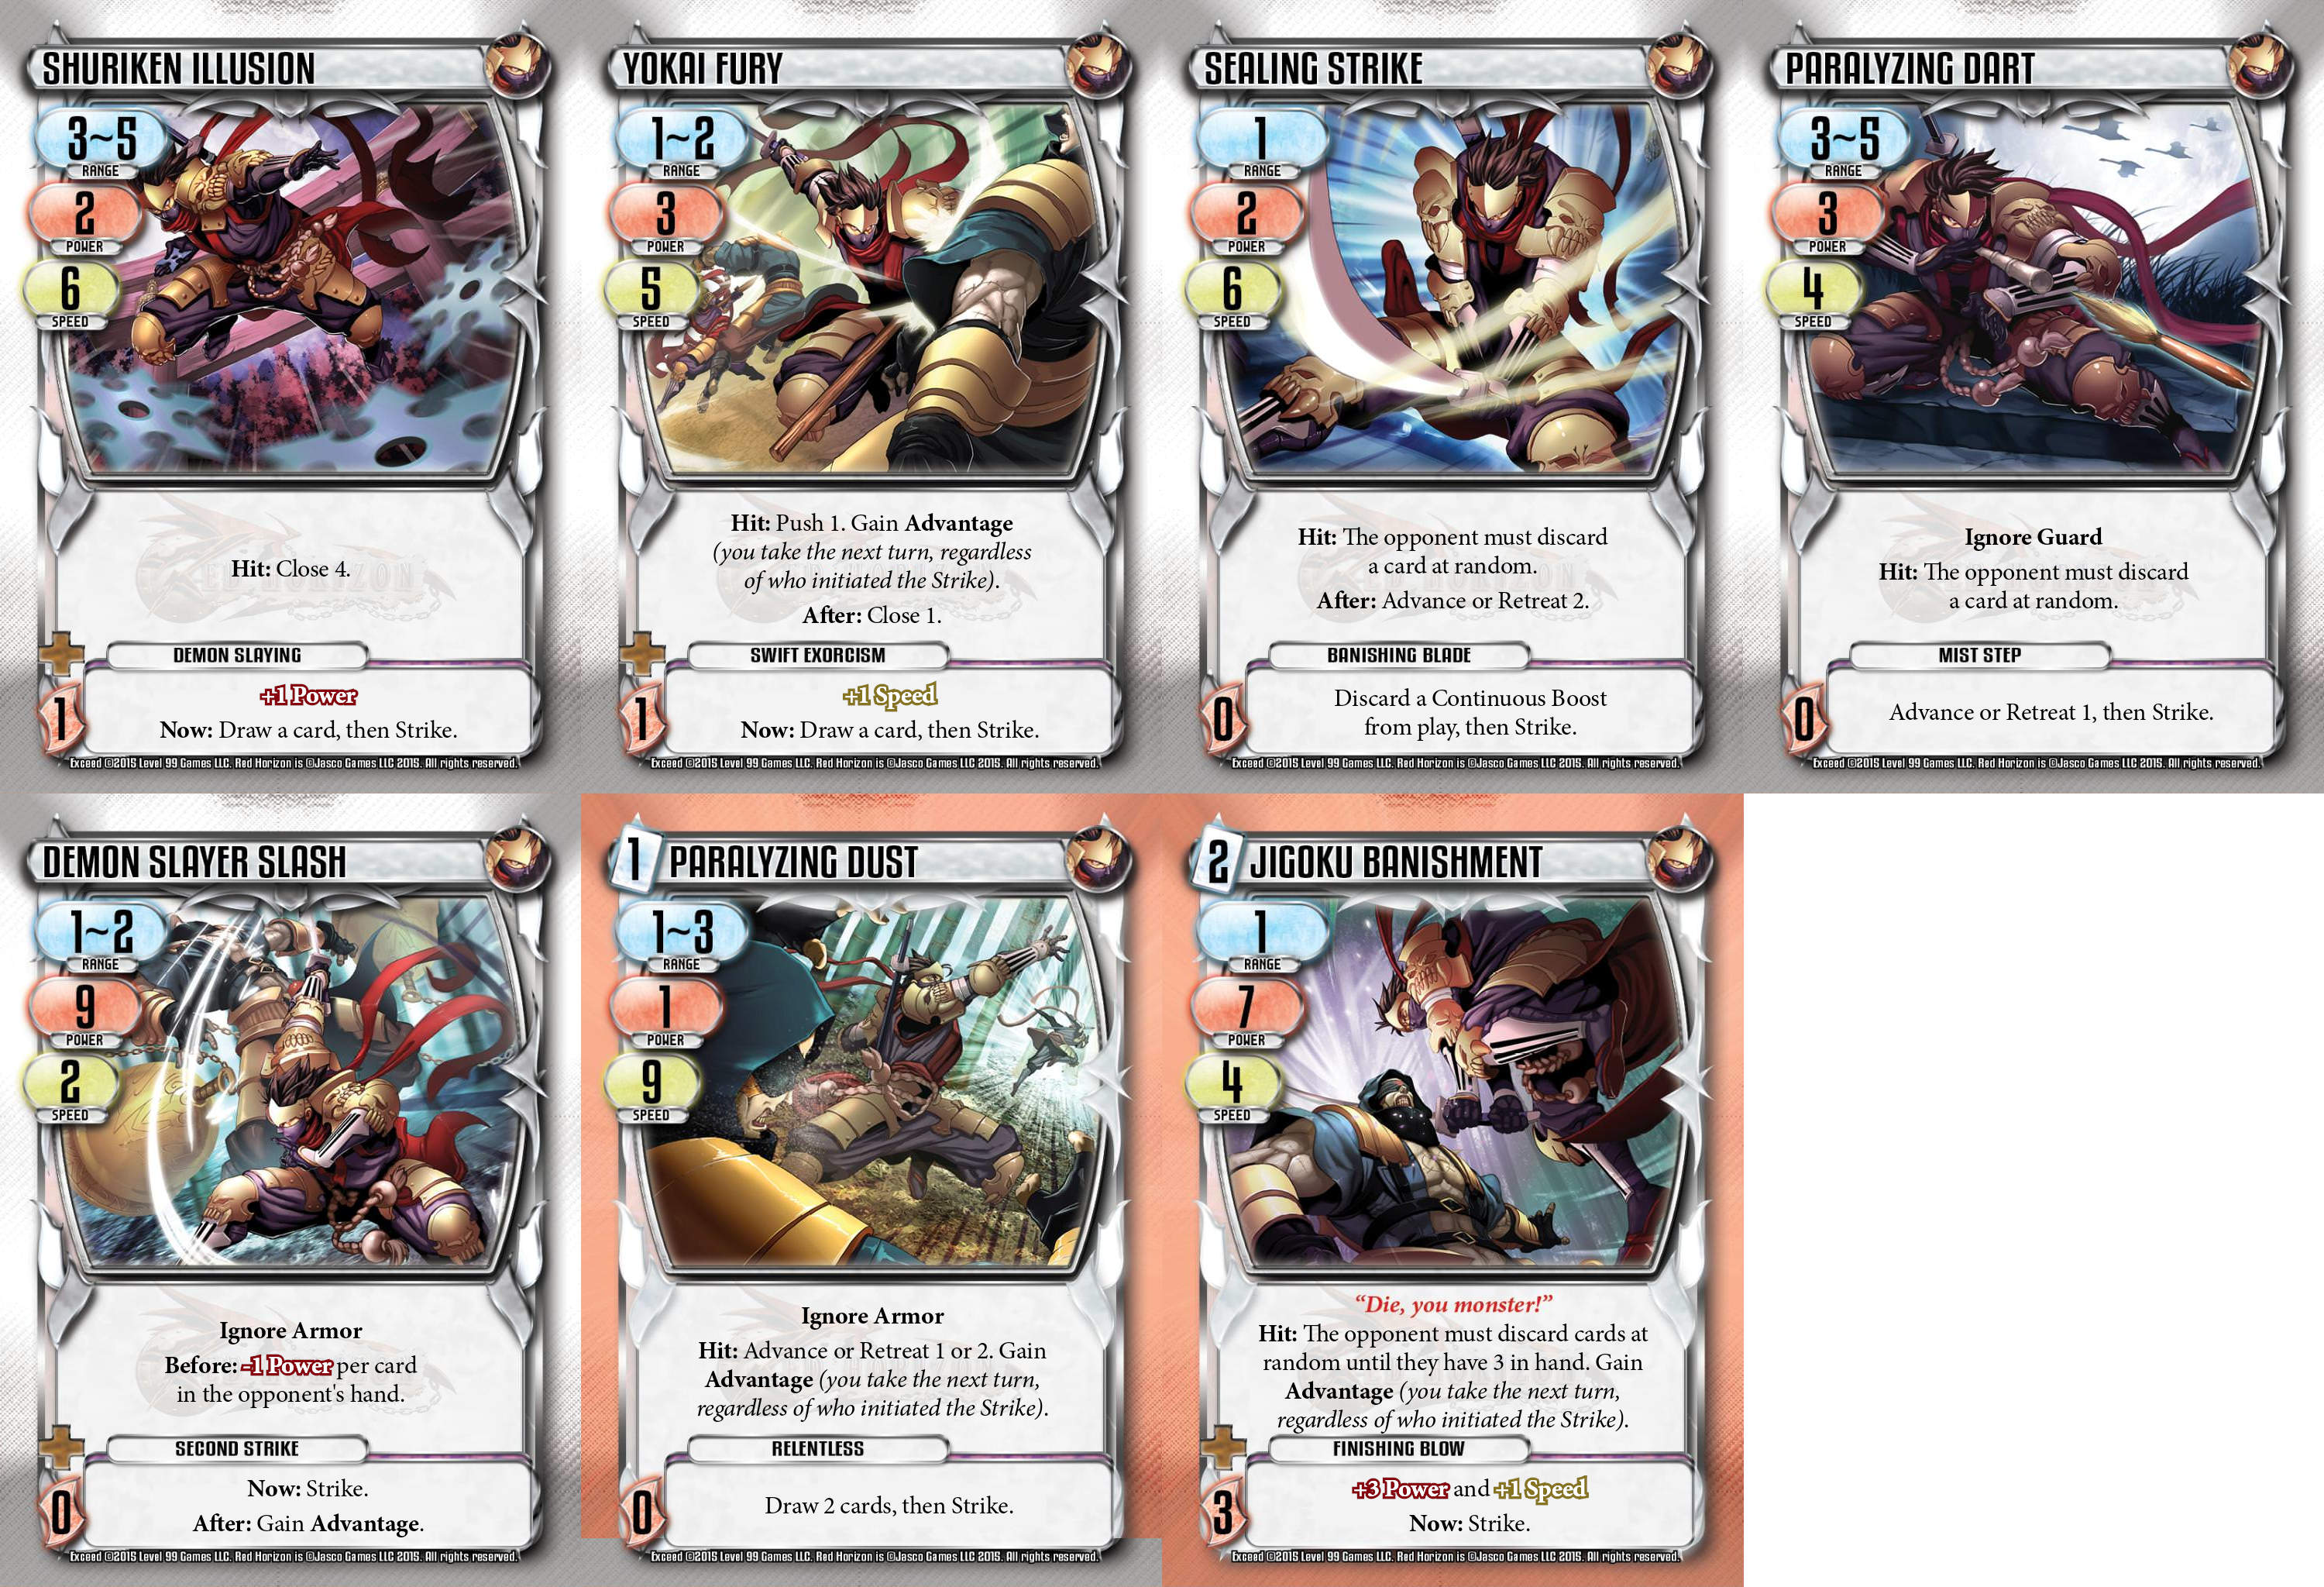 SHURIKEN ILLUSION
3~5
RANGE
2
POWER
6
SPEED
Hit: Close 4.
DEMON SLAYING
1
+1 Power
Now: Draw a card, then Strike.
Exceed ©2015 Level 99 Games LLC. Red Horizon is ©Jasco Games LLC 2015. All rights reserved.
YOKAI FURY
1~2
RANGE
3
POWER
5
SPEED
Hit: Push 1. Gain Advantage
(you take the next turn, regardless
of who initiated the Strike).
After: Close 1.
SWIFT EXORCISM
1
+1 Speed
Now: Draw a card, then Strike.
Exceed ©2015 Level 99 Games LLC. Red Horizon is ©Jasco Games LLC 2015. All rights reserved.
SEALING STRIKE
1
RANGE
2
POWER
6
SPEED
Hit: The opponent must discard
a card at random.
After: Advance or Retreat 2.
BANISHING BLADE
0
Discard a Continuous Boost
from play, then Strike.
Exceed ©2015 Level 99 Games LLC. Red Horizon is ©Jasco Games LLC 2015. All rights reserved.
PARALYZING DART
3~5
RANGE
3
POWER
4
SPEED
Ignore Guard
Hit: The opponent must discard
a card at random.
MIST STEP
0
Advance or Retreat 1, then Strike.
Exceed ©2015 Level 99 Games LLC. Red Horizon is ©Jasco Games LLC 2015. All rights reserved.
DEMON SLAYER SLASH
1~2
RANGE
9
POWER
2
SPEED
Ignore Armor
Before: -1 Power per card
in the opponent's hand.
SECOND STRIKE
0
Now: Strike.
After: Gain Advantage.
Exceed ©2015 Level 99 Games LLC. Red Horizon is ©Jasco Games LLC 2015. All rights reserved.
1 PARALYZING DUST
1~3
RANGE
1
POWER
9
SPEED
Ignore Armor
Hit: Advance or Retreat 1 or 2. Gain
Advantage (you take the next turn,
regardless of who initiated the Strike).
RELENTLESS
0
Draw 2 cards, then Strike.
Exceed ©2015 Level 99 Games LLC. Red Horizon is ©Jasco Games LLC 2015. All rights reserved.
2 JIGOKU BANISHMENT
1
RANGE
7
POWER
4
SPEED
“Die, you monster!”
Hit: The opponent must discard cards at
random until they have 3 in hand. Gain
Advantage (you take the next turn,
regardless of who initiated the Strike).
FINISHING BLOW
3
+3 Power and +1 Speed
Now: Strike.
Exceed ©2015 Level 99 Games LLC. Red Horizon is ©Jasco Games LLC 2015. All rights reserved.